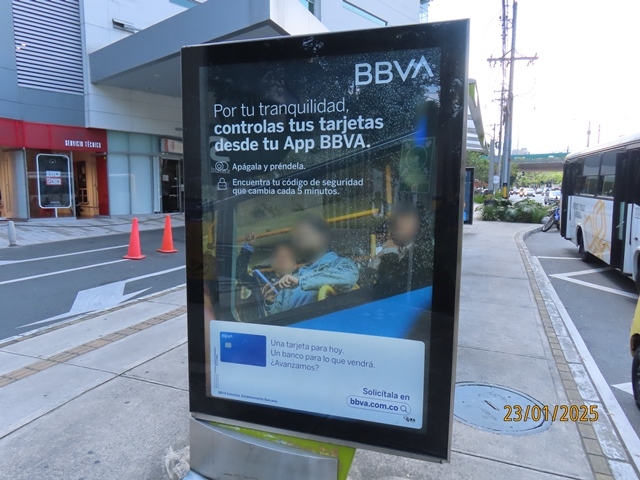 BBVA
Por tu tranquilidad,
controlas tus tarjetas
desde tu App BBVA.
Apágala y préndela.
Encuentra tu código de seguridad
que cambia cada 5 minutos.
SERVICIO TÉCNICO
BBVA
Una tarjeta para hoy.
Un banco para lo que vendrá.
¿Avanzamos?
Solicítala en
bbva.com.co
23/01/2025